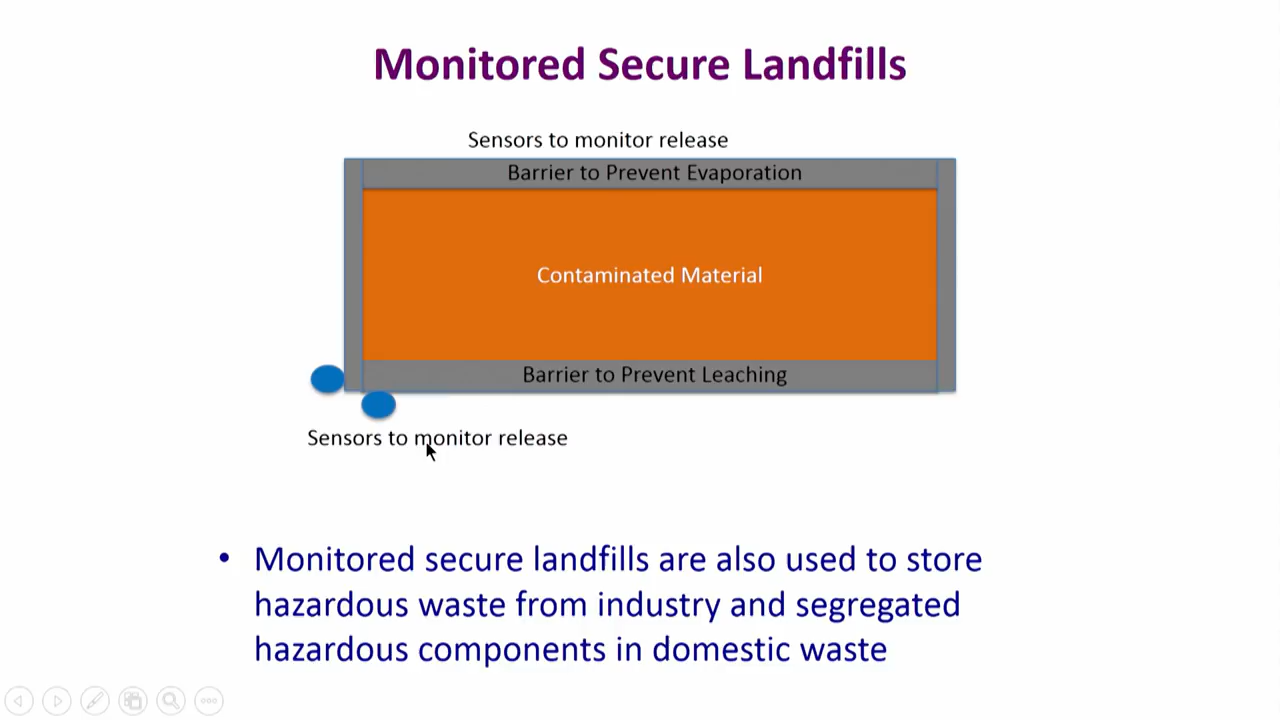 Monitored Secure Landfills
Sensors to monitor release
Barrier to Prevent Evaporation
Contaminated Material
Barrier to Prevent Leaching
Sensors to monitor release
• Monitored secure landfills are also used to store
hazardous waste from industry and segregated
hazardous components in domestic waste